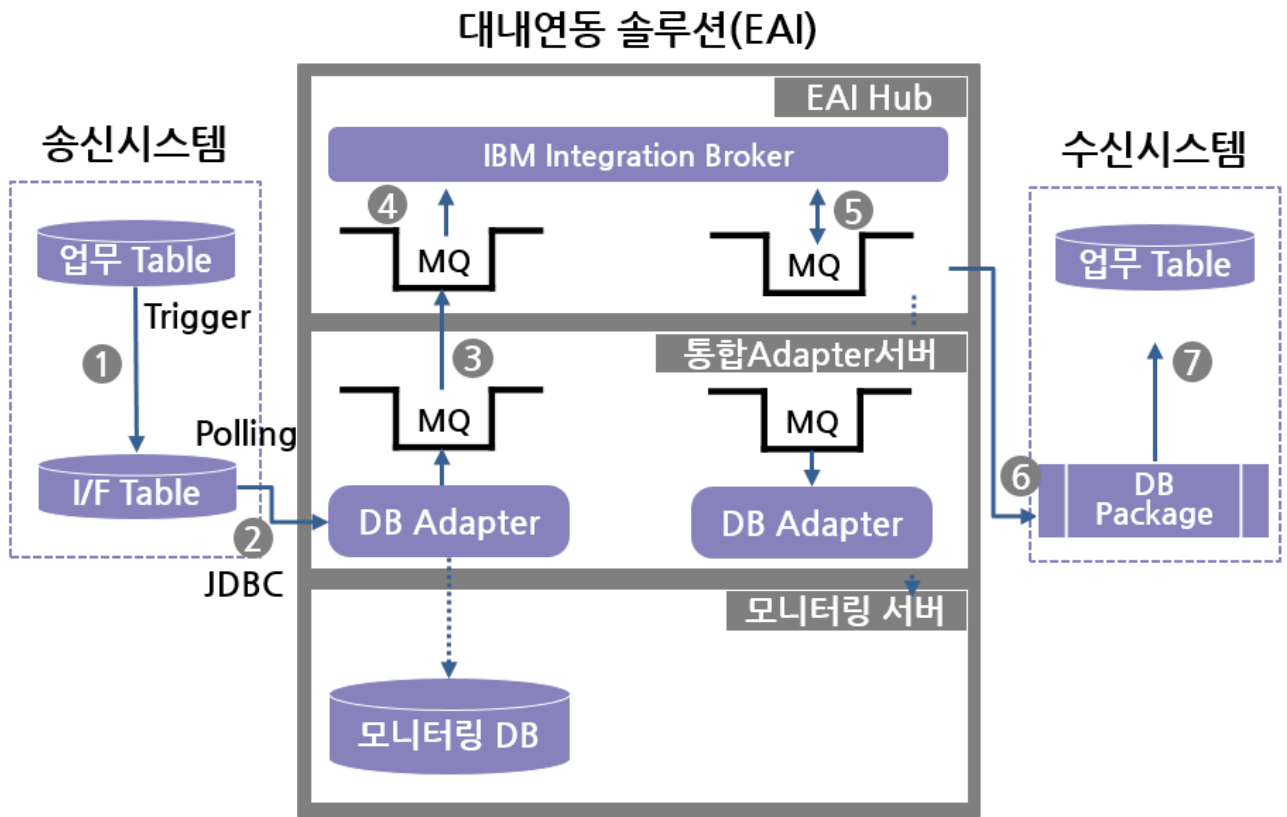 대내연동 솔루션(EAI)
EAI Hub
송신시스템
IBM Integration Broker
수신시스템
4
5
업무 Table
MQ
MQ
업무 Table
Trigger
1
3
통합Adapter서버
7
MQ
MQ
Polling
I/F Table
2
DB Adapter
DB Adapter
6
DB
Package
JDBC
모니터링 서버
모니터링 DB